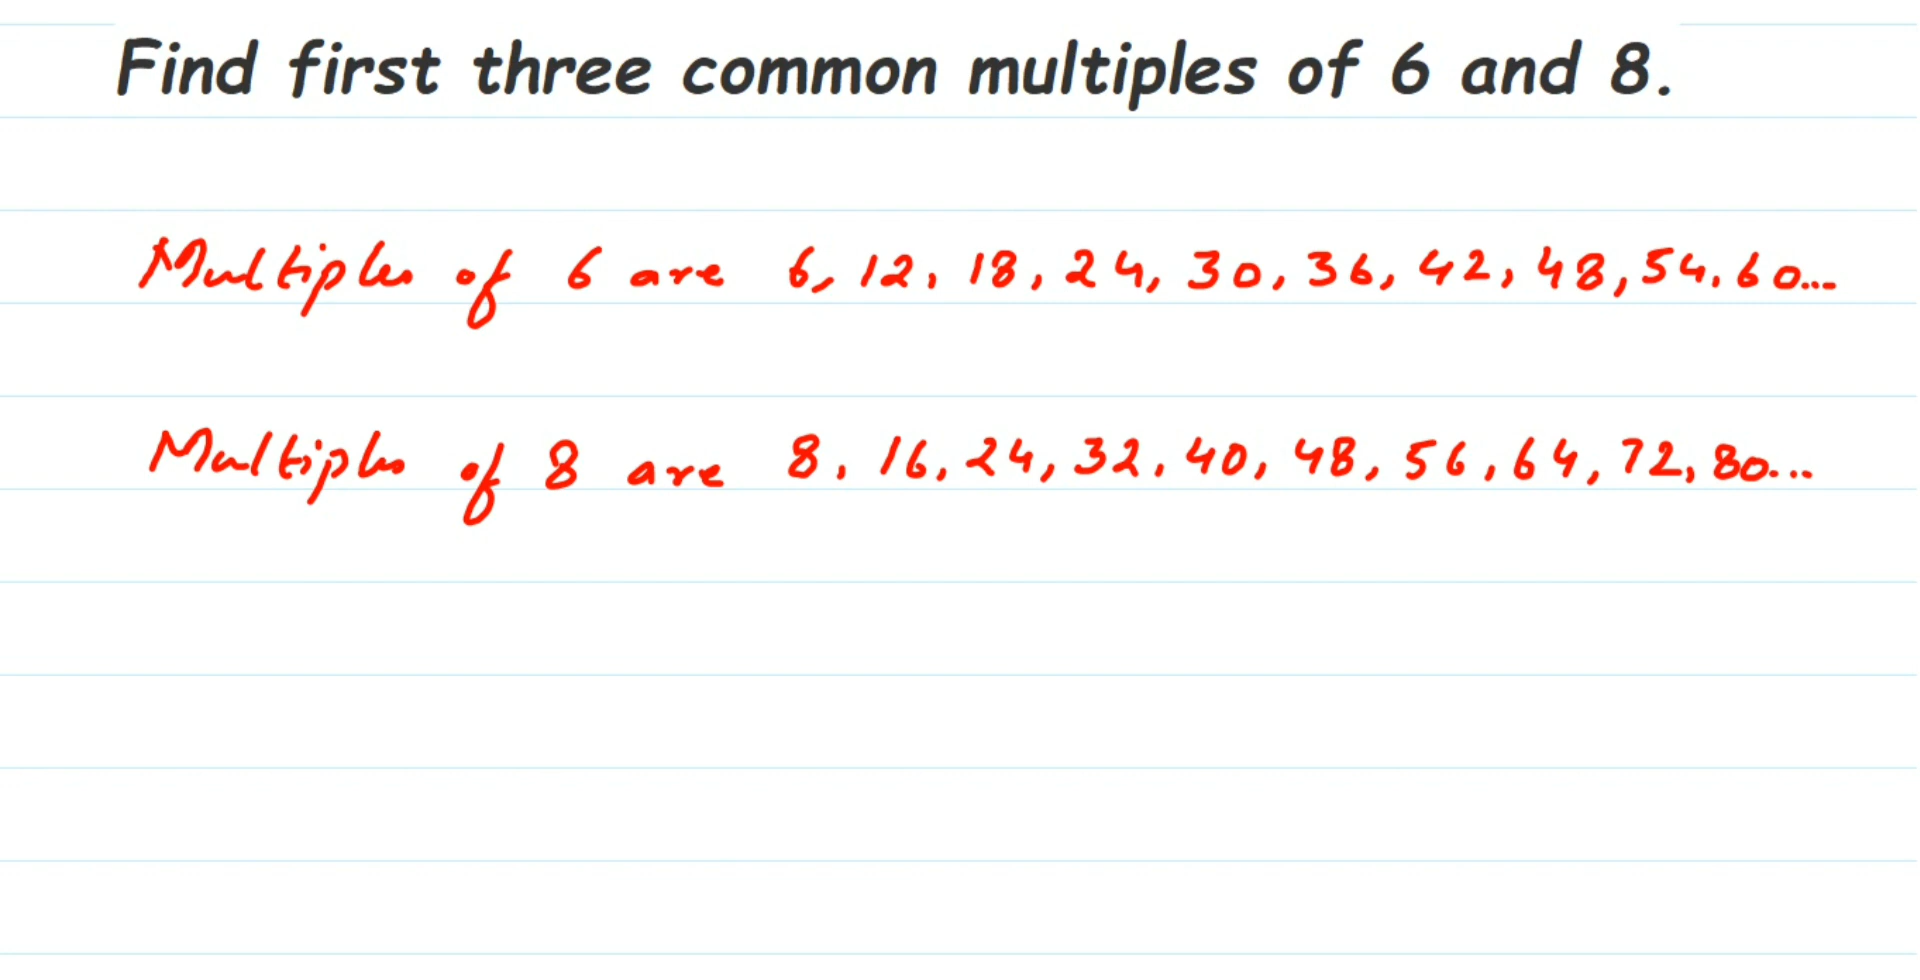 Find first three common multiples of 6 and 8.
Multiples of 6 are 6, 12, 18, 24, 30, 36, 42, 48, 54, 60...
Multiples of 8 are 8, 16, 24, 32, 40, 48, 56, 64, 72, 80...